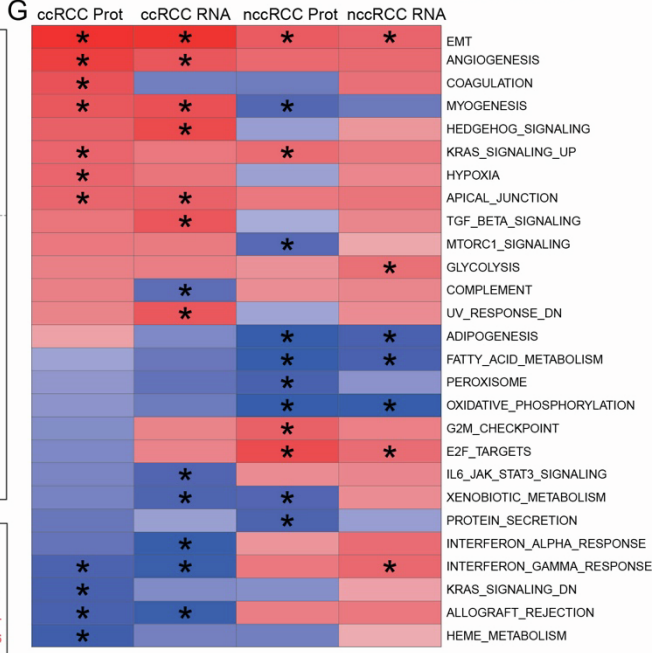 G
ccRCC Prot ccRCC RNA nccRCC Prot nccRCC RNA
* * * * EMT
* * ANGIOGENESIS
* COAGULATION
* * * MYOGENESIS
* HEDGEHOG_SIGNALING
* * KRAS_SIGNALING_UP
* HYPOXIA
* * APICAL_JUNCTION
* TGF_BETA_SIGNALING
* MTORC1_SIGNALING
* GLYCOLYSIS
* COMPLEMENT
* UV_RESPONSE_DN
* * ADIPOGENESIS
* * FATTY_ACID_METABOLISM
* PEROXISOME
* * OXIDATIVE_PHOSPHORYLATION
* G2M_CHECKPOINT
* * E2F_TARGETS
* IL6_JAK_STAT3_SIGNALING
* * XENOBIOTIC_METABOLISM
* PROTEIN_SECRETION
* INTERFERON_ALPHA_RESPONSE
* * * INTERFERON_GAMMA_RESPONSE
* KRAS_SIGNALING_DN
* * ALLOGRAFT_REJECTION
* HEME_METABOLISM